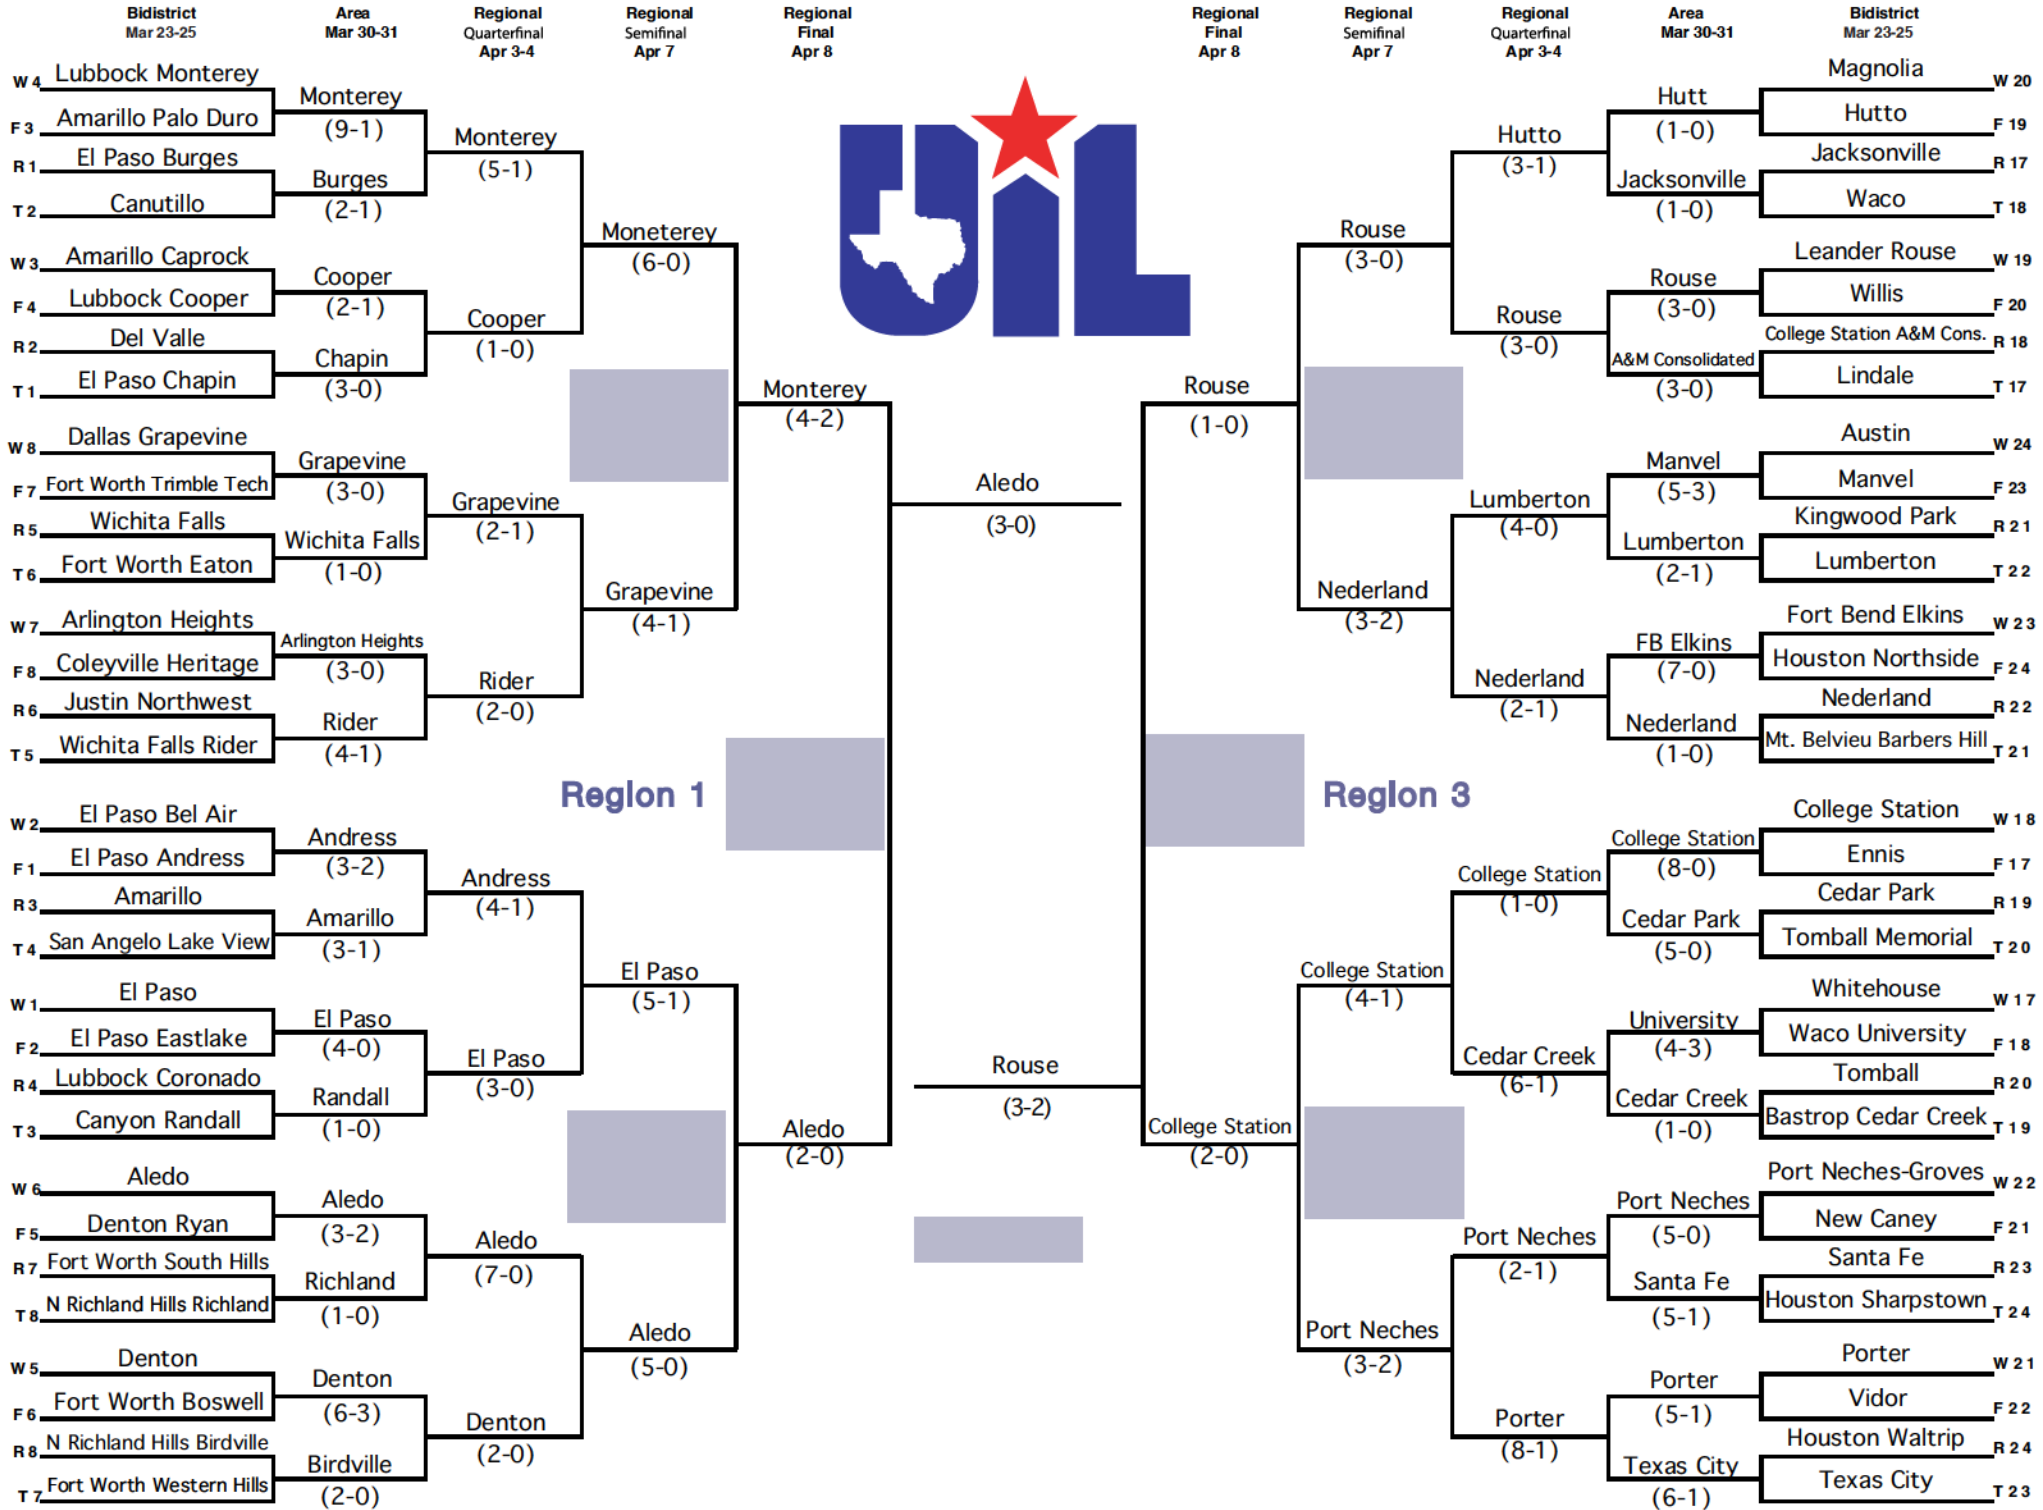 Bidistrict
Mar 23-25
Area
Mar 30-31
Regional
Quarterfinal
Apr 3-4
Regional
Semifinal
Apr 7
Regional
Final
Apr 8
Regional
Final
Apr 8
Regional
Semifinal
Apr 7
Regional
Quarterfinal
Apr 3-4
Area
Mar 30-31
Bidistrict
Mar 23-25
W 4 Lubbock Monterey
F 3 Amarillo Palo Duro
R 1 El Paso Burges
T 2 Canutillo
W 3 Amarillo Caprock
F 4 Lubbock Cooper
R 2 Del Valle
T 1 El Paso Chapin
W 8 Dallas Grapevine
F 7 Fort Worth Trimble Tech
R 5 Wichita Falls
T 6 Fort Worth Eaton
W 7 Arlington Heights
F 8 Coleyville Heritage
R 6 Justin Northwest
T 5 Wichita Falls Rider
W 2 El Paso Bel Air
F 1 El Paso Andress
R 3 Amarillo
T 4 San Angelo Lake View
W 1 El Paso
F 2 El Paso Eastlake
R 4 Lubbock Coronado
T 3 Canyon Randall
W 6 Aledo
F 5 Denton Ryan
R 7 Fort Worth South Hills
T 8 N Richland Hills Richland
W 5 Denton
F 6 Fort Worth Boswell
R 8 N Richland Hills Birdville
T 7 Fort Worth Western Hills
Monterey
(9-1)
Burges
(2-1)
Cooper
(2-1)
Chapin
(3-0)
Grapevine
(3-0)
Wichita Falls
(1-0)
Arlington Heights
(3-0)
Rider
(4-1)
Andress
(3-2)
Amarillo
(3-1)
El Paso
(4-0)
Randall
(1-0)
Aledo
(3-2)
Richland
(1-0)
Denton
(6-3)
Birdville
(2-0)
Monterey
(5-1)
Cooper
(1-0)
Grapevine
(2-1)
Rider
(2-0)
Andress
(4-1)
El Paso
(3-0)
Aledo
(7-0)
Denton
(2-0)
Moneterey
(6-0)
Grapevine
(4-1)
Region 1
El Paso
(5-1)
Aledo
(5-0)
Monterey
(4-2)
Aledo
(2-0)
UIL
Aledo
(3-0)
Rouse
(3-2)
Rouse
(1-0)
College Station
(2-0)
Rouse
(3-0)
Nederland
(3-2)
Region 3
College Station
(4-1)
Port Neches
(3-2)
Hutto
(3-1)
Rouse
(3-0)
Lumberton
(4-0)
Nederland
(2-1)
College Station
(1-0)
Cedar Creek
(6-1)
Port Neches
(2-1)
Porter
(8-1)
Hutt
(1-0)
Jacksonville
(1-0)
Rouse
(3-0)
A&M Consolidated
(3-0)
Manvel
(5-3)
Lumberton
(2-1)
FB Elkins
(7-0)
Nederland
(1-0)
College Station
(8-0)
Cedar Park
(5-0)
University
(4-3)
Cedar Creek
(1-0)
Port Neches
(5-0)
Santa Fe
(5-1)
Porter
(5-1)
Texas City
(6-1)
Magnolia W 20
Hutto F 19
Jacksonville R 17
Waco T 18
Leander Rouse W 19
Willis F 20
College Station A&M Cons. R 18
Lindale T 17
Austin W 24
Manvel F 23
Kingwood Park R 21
Lumberton T 22
Fort Bend Elkins W 23
Houston Northside F 24
Nederland R 22
Mt. Belvieu Barbers Hill T 21
College Station W 18
Ennis F 17
Cedar Park R 19
Tomball Memorial T 20
Whitehouse W 17
Waco University F 18
Tomball R 20
Bastrop Cedar Creek T 19
Port Neches-Groves W 22
New Caney F 21
Santa Fe R 23
Houston Sharpstown T 24
Porter W 21
Vidor F 22
Houston Waltrip R 24
Texas City T 23